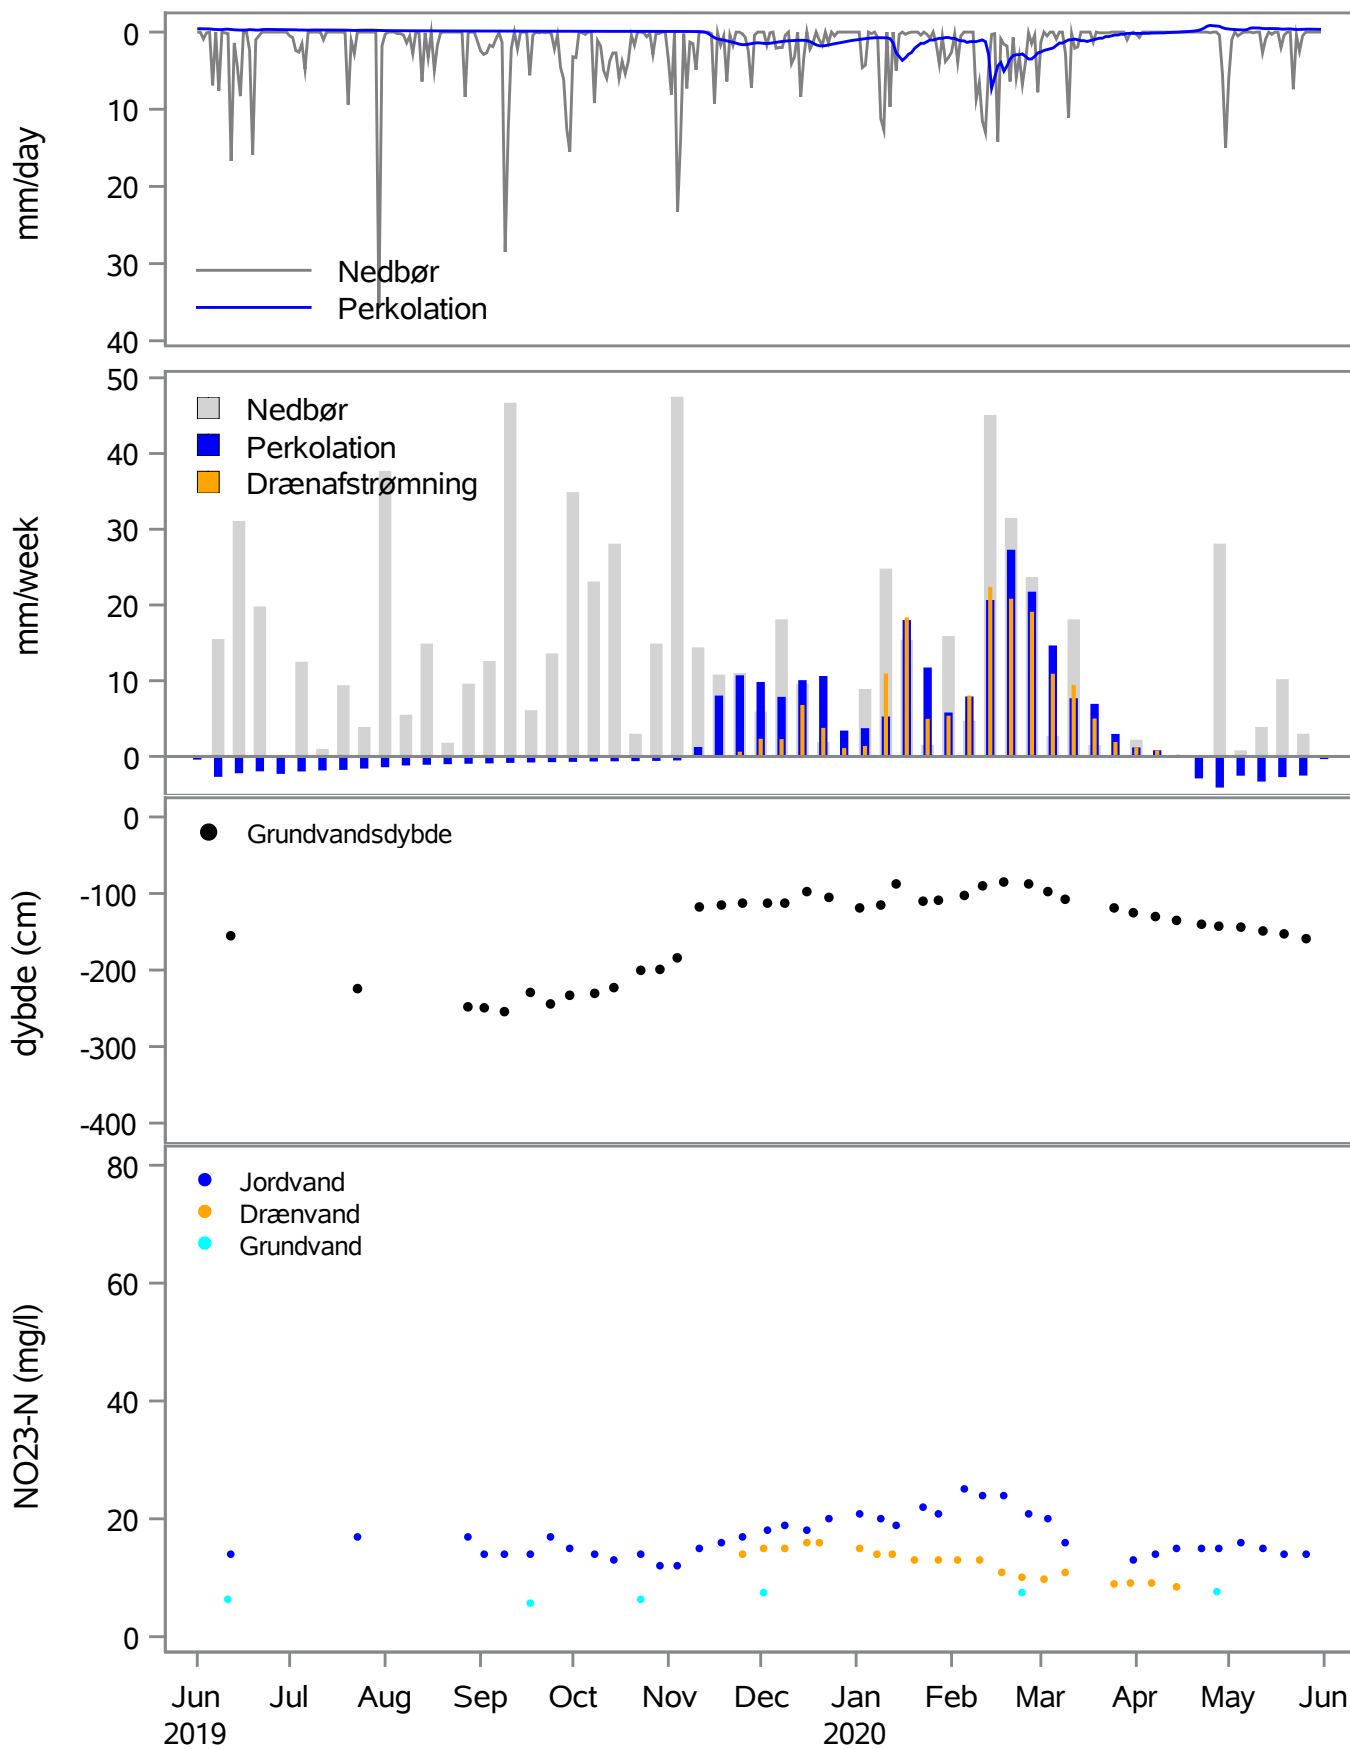 0
10
20
30
40
mm/day
Nedbør
Perkolation
50
40
30
20
10
0
mm/week
Nedbør
Perkolation
Drænafstrømning
0
-100
-200
-300
-400
dybde (cm)
Grundvandsdybde
80
60
40
20
0
NO23-N (mg/l)
Jordvand
Drænvand
Grundvand
Jun Jul Aug Sep Oct Nov Dec Jan Feb Mar Apr May Jun
2019 2020